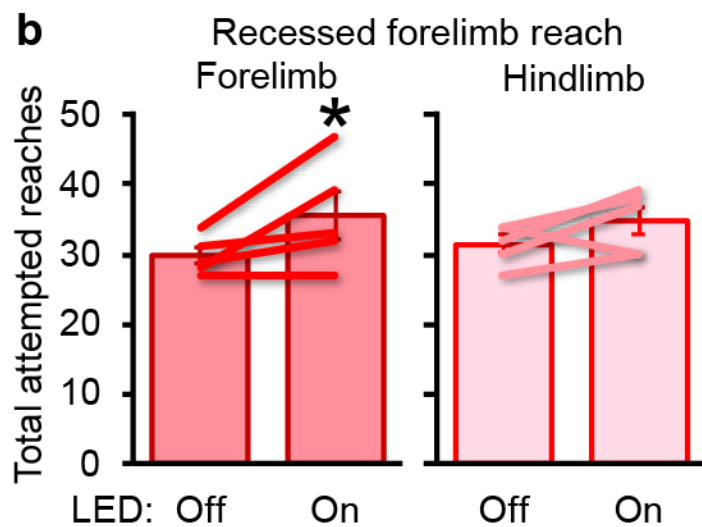 b
Recessed forelimb reach
Forelimb
Hindlimb
Total attempted reaches
50
40
30
20
10
0
*
LED: Off On
Off On